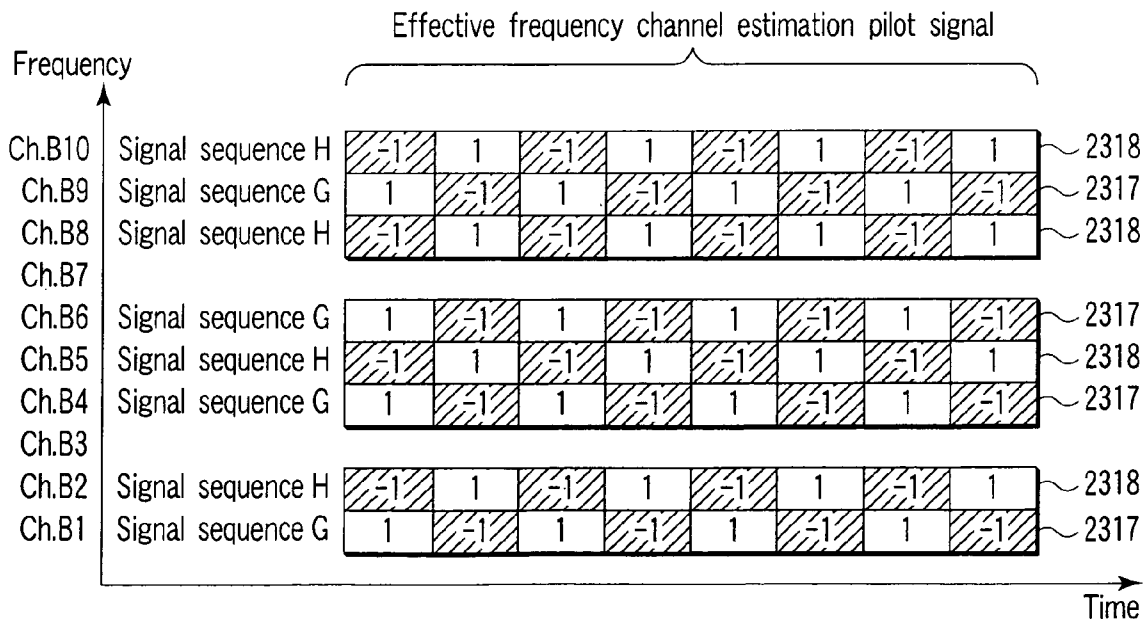 Effective frequency channel estimation pilot signal
Frequency
Ch.B10 Signal sequence H -1 1 -1 1 -1 1 -1 1 2318
Ch.B9 Signal sequence G 1 -1 1 -1 1 -1 1 -1 2317
Ch.B8 Signal sequence H -1 1 -1 1 -1 1 -1 1 2318
Ch.B7
Ch.B6 Signal sequence G 1 -1 1 -1 1 -1 1 -1 2317
Ch.B5 Signal sequence H -1 1 -1 1 -1 1 -1 1 2318
Ch.B4 Signal sequence G 1 -1 1 -1 1 -1 1 -1 2317
Ch.B3
Ch.B2 Signal sequence H -1 1 -1 1 -1 1 -1 1 2318
Ch.B1 Signal sequence G 1 -1 1 -1 1 -1 1 -1 2317
Time